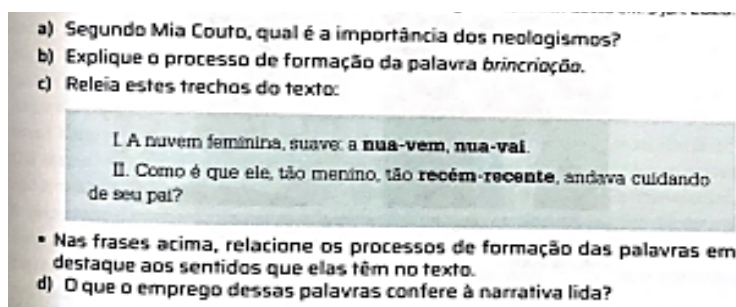 a) Segundo Mia Couto, qual é a importância dos neologismos?
b) Explique o processo de formação da palavra brincriação.
c) Releia estes trechos do texto:
I. A nuvem feminina, suave: a nua-vem, nua-vai.
II. Como é que ele, tão menino, tão recém-recente, andava cuidando
de seu pai?
• Nas frases acima, relacione os processos de formação das palavras em
destaque aos sentidos que elas têm no texto.
d) O que o emprego dessas palavras confere à narrativa lida?